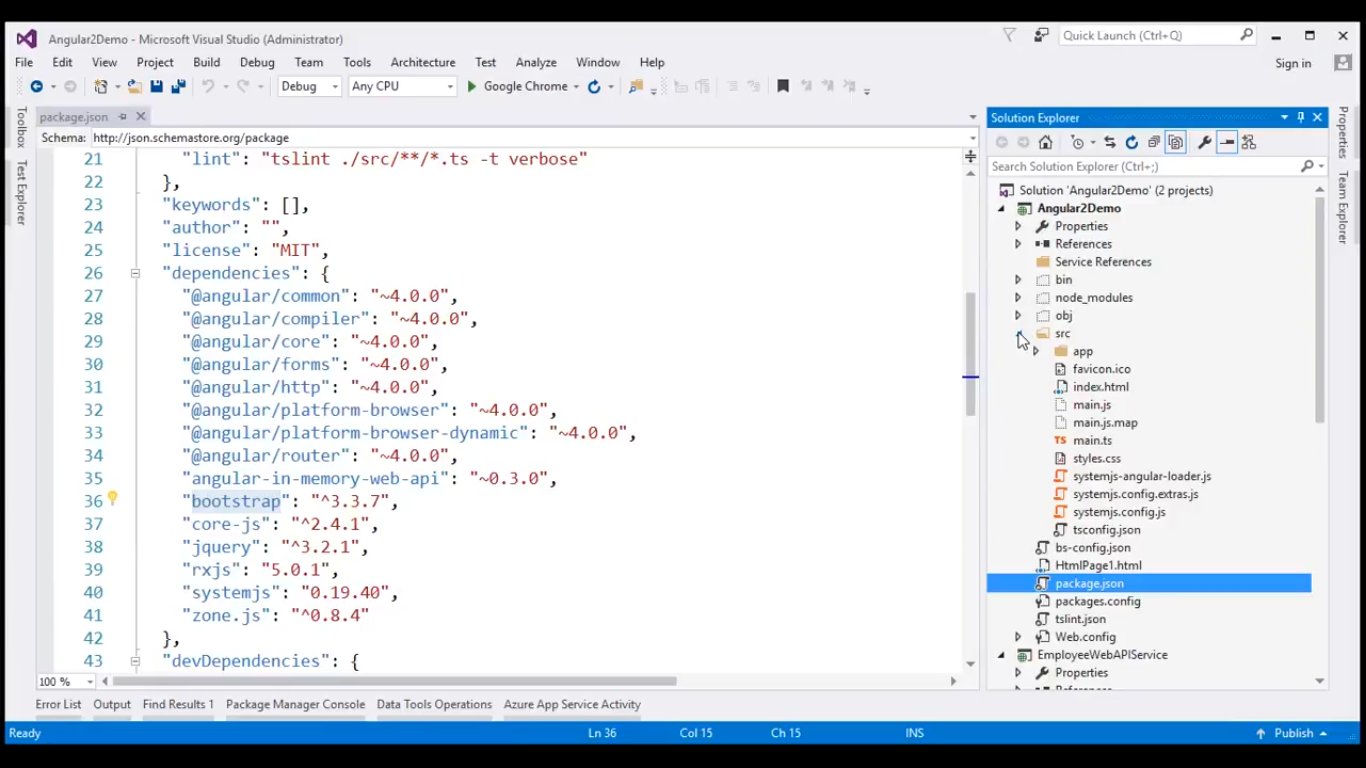 Angular2Demo - Microsoft Visual Studio (Administrator)
Quick Launch (Ctrl+Q)
File Edit View Project Build Debug Team Tools Architecture Test Analyze Window Help
Sign in
Debug Any CPU Google Chrome
Toolbox
Test Explorer
package.json
Schema: http://json.schemastore.org/package
21 "lint": "tslint ./src/**/*.ts -t verbose"
22 },
23 "keywords": [],
24 "author": "",
25 "license": "MIT",
26 "dependencies": {
27 "@angular/common": "~4.0.0",
28 "@angular/compiler": "~4.0.0",
29 "@angular/core": "~4.0.0",
30 "@angular/forms": "~4.0.0",
31 "@angular/http": "~4.0.0",
32 "@angular/platform-browser": "~4.0.0",
33 "@angular/platform-browser-dynamic": "~4.0.0",
34 "@angular/router": "~4.0.0",
35 "angular-in-memory-web-api": "~0.3.0",
36 "bootstrap": "^3.3.7",
37 "core-js": "^2.4.1",
38 "jquery": "^3.2.1",
39 "rxjs": "5.0.1",
40 "systemjs": "0.19.40",
41 "zone.js": "^0.8.4"
42 },
43 "devDependencies": {
100 %
Solution Explorer
Search Solution Explorer (Ctrl+;)
Solution 'Angular2Demo' (2 projects)
Angular2Demo
Properties
References
Service References
bin
node_modules
obj
src
app
favicon.ico
index.html
main.js
main.js.map
main.ts
styles.css
systemjs-angular-loader.js
systemjs.config.extras.js
systemjs.config.js
tsconfig.json
bs-config.json
HtmlPage1.html
package.json
packages.config
tslint.json
Web.config
EmployeeWebAPIService
Properties
Properties
Team Explorer
Error List Output Find Results 1 Package Manager Console Data Tools Operations Azure App Service Activity
Ready Ln 36 Col 15 Ch 15 INS Publish